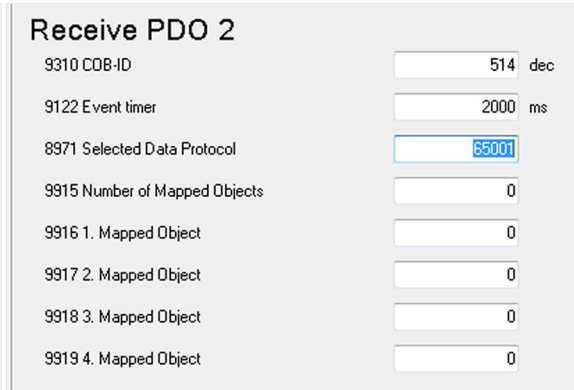 Receive PDO 2
9310 COB-ID 514 dec
9122 Event timer 2000 ms
8971 Selected Data Protocol 65001
9915 Number of Mapped Objects 0
9916 1. Mapped Object 0
9917 2. Mapped Object 0
9918 3. Mapped Object 0
9919 4. Mapped Object 0